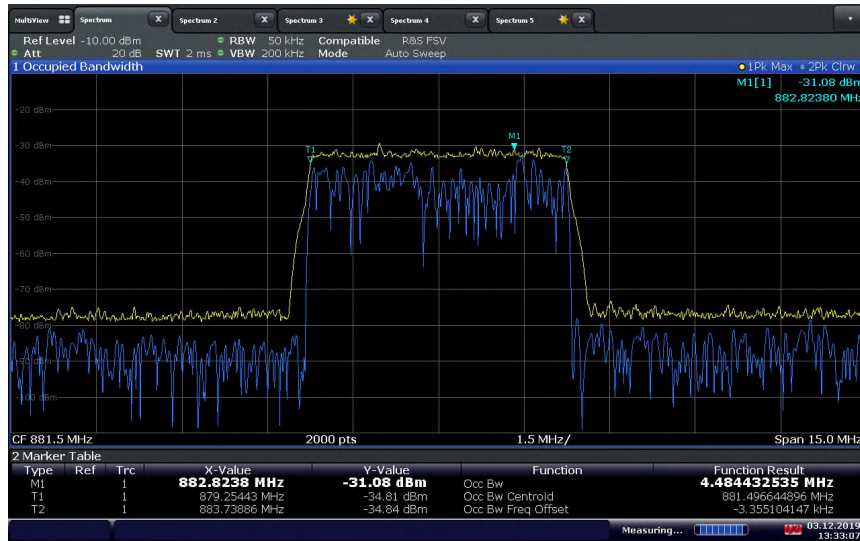 MultiView Spectrum X Spectrum 2 X Spectrum 3 X Spectrum 4 X Spectrum 5 X
Ref Level -10.00 dBm RBW 50 kHz Compatible R&S FSV
Att 20 dB SWT 2 ms VBW 200 kHz Mode Auto Sweep
1 Occupied Bandwidth 1Pk Max 2Pk Clrw
M1[1] -31.08 dBm
882.82380 MHz
-20 dBm
M1
-30 dBm
T1 T2
-40 dBm
-50 dBm
-60 dBm
-70 dBm
-80 dBm
-90 dBm
-100 dBm
CF 881.5 MHz 2000 pts 1.5 MHz/ Span 15.0 MHz
2 Marker Table
Type Ref Trc X-Value Y-Value Function Function Result
M1 1 882.8238 MHz -31.08 dBm Occ Bw 4.484432535 MHz
T1 1 879.25443 MHz -34.81 dBm Occ Bw Centroid 881.496644896 MHz
T2 1 883.73886 MHz -34.84 dBm Occ Bw Freq Offset -3.355104147 kHz
Measuring... 03.12.2019
13:33:07